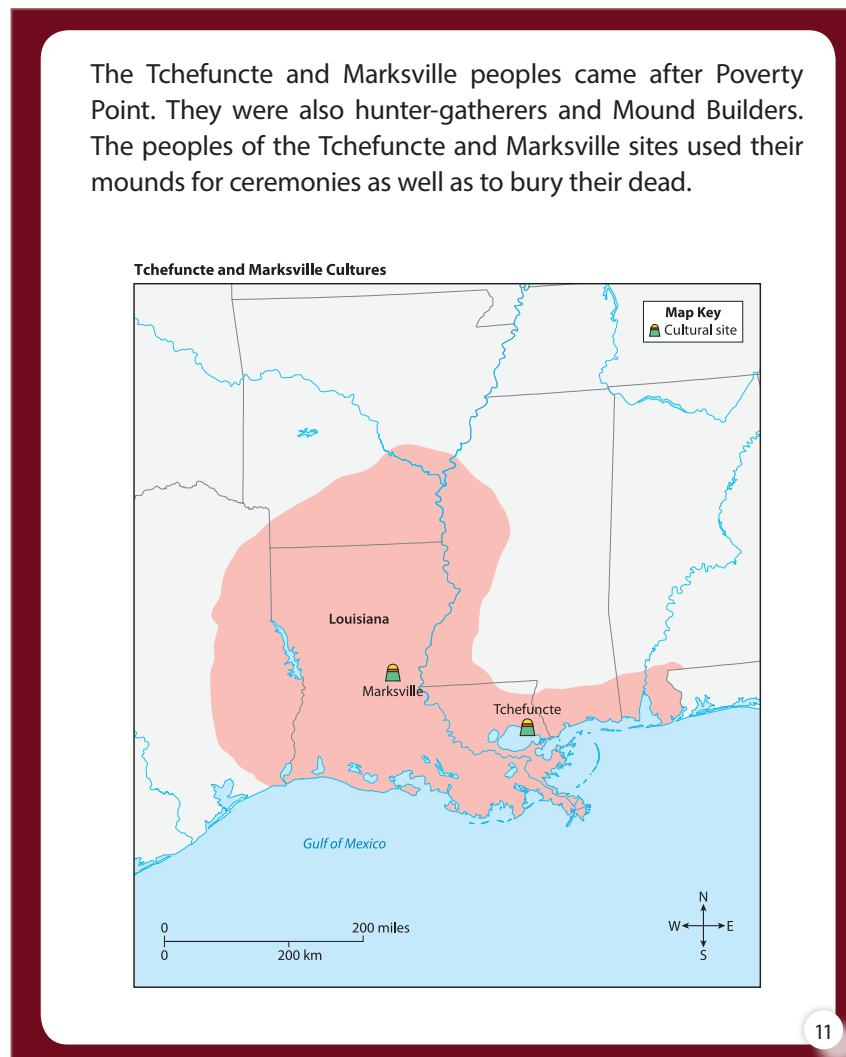 The Tchefuncte and Marksville peoples came after Poverty
Point. They were also hunter-gatherers and Mound Builders.
The peoples of the Tchefuncte and Marksville sites used their
mounds for ceremonies as well as to bury their dead.
Tchefuncte and Marksville Cultures
Map Key
Cultural site
Louisiana
Marksville
Tchefuncte
Gulf of Mexico
0 200 miles
0 200 km
N
W E
S
11